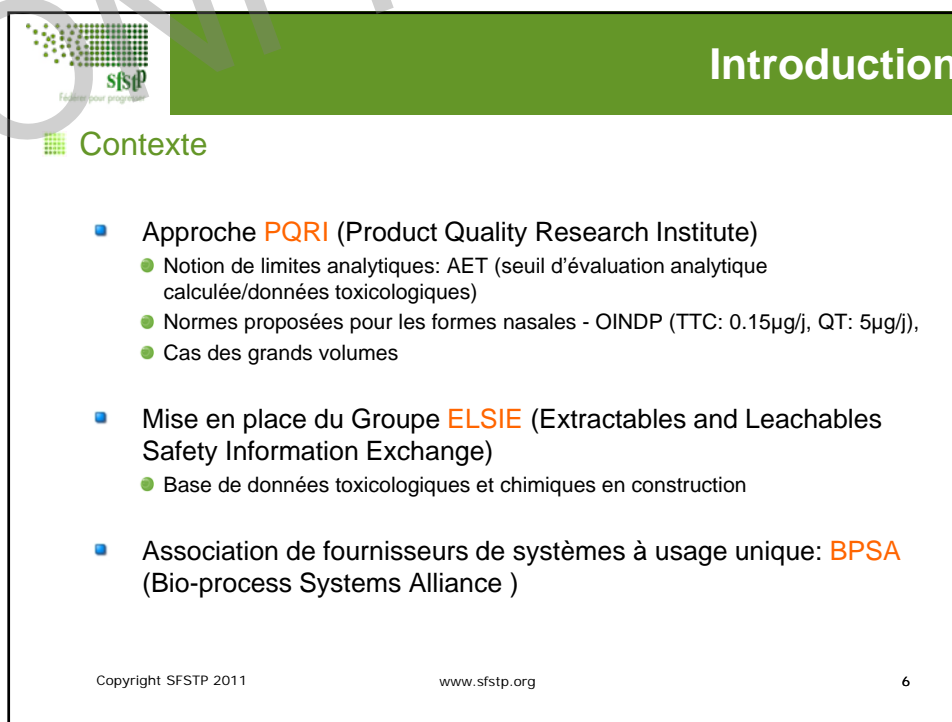 Introduction
sfstp
Fédérer pour progresser
Contexte
Approche PQRI (Product Quality Research Institute)
Notion de limites analytiques: AET (seuil d'évaluation analytique
calculée/données toxicologiques)
Normes proposées pour les formes nasales - OINDP (TTC: 0.15µg/j, QT: 5µg/j),
Cas des grands volumes
Mise en place du Groupe ELSIE (Extractables and Leachables
Safety Information Exchange)
Base de données toxicologiques et chimiques en construction
Association de fournisseurs de systèmes à usage unique: BPSA
(Bio-process Systems Alliance )
Copyright SFSTP 2011
www.sfstp.org
6